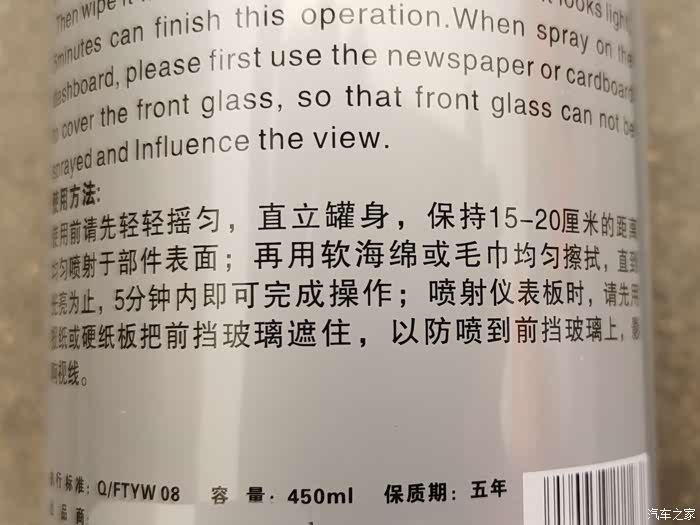 Then wipe it looks light
5minutes can finish this operation.When spray on the
dashboard, please first use the newspaper or cardboard
to cover the front glass, so that front glass can not be
sprayed and Influence the view.
使用方法:
使用前请先轻轻摇匀，直立罐身，保持15-20厘米的距离
均匀喷射于部件表面；再用软海绵或毛巾均匀擦拭，直到
光亮为止，5分钟内即可完成操作；喷射仪表板时，请先用
报纸或硬纸板把前挡玻璃遮住，以防喷到前挡玻璃上，影
响视线。
执行标准: Q/FTYW 08 容 量· 450ml 保质期: 五年
品 商:
汽车之家